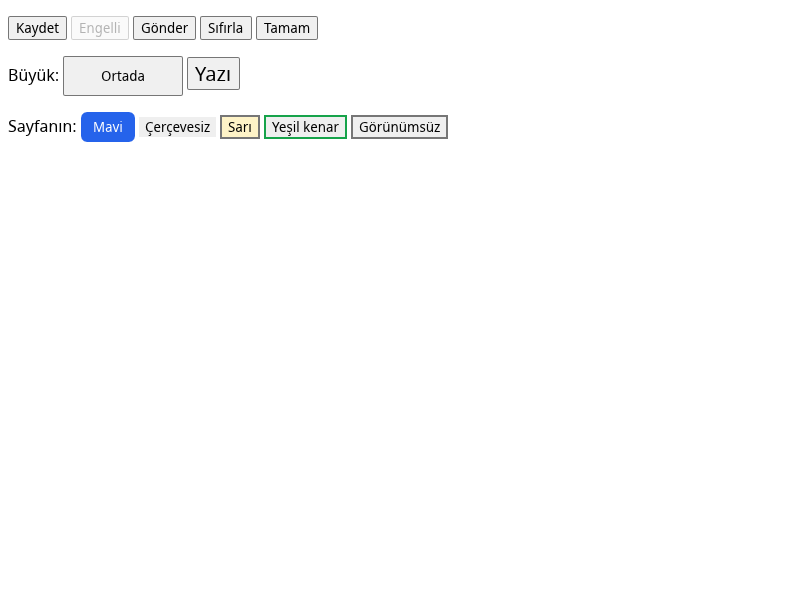 Kaydet Engelli Gönder Sıfırla Tamam
Büyük: Ortada Yazı
Sayfanın: Mavi Çerçevesiz Sarı Yeşil kenar Görünümsüz